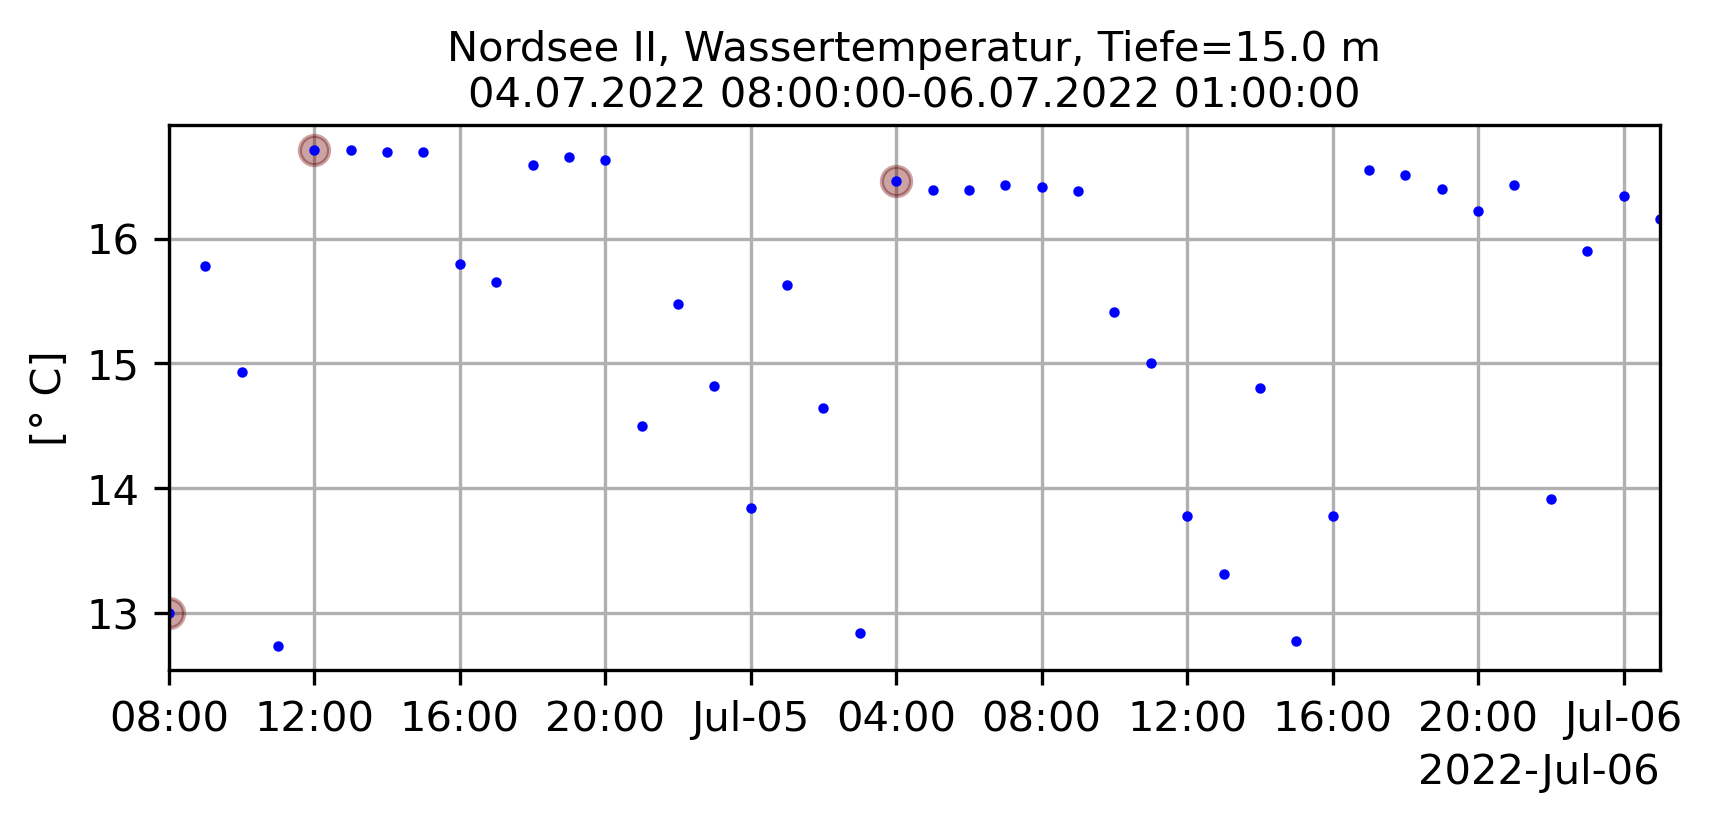 Nordsee II, Wassertemperatur, Tiefe=15.0 m
04.07.2022 08:00:00-06.07.2022 01:00:00
[° C]
16
15
14
13
08:00 12:00 16:00 20:00 Jul-05 04:00 08:00 12:00 16:00 20:00 Jul-06
2022-Jul-06